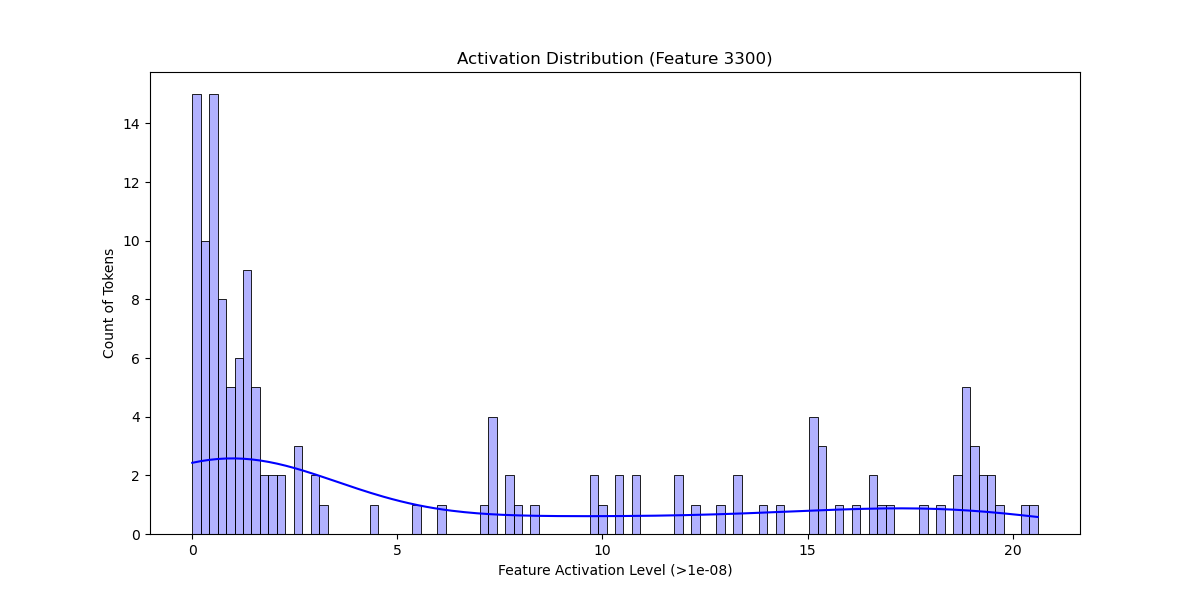 Activation Distribution (Feature 3300)
Count of Tokens
14
12
10
8
6
4
2
0
0 5 10 15 20
Feature Activation Level (>1e-08)